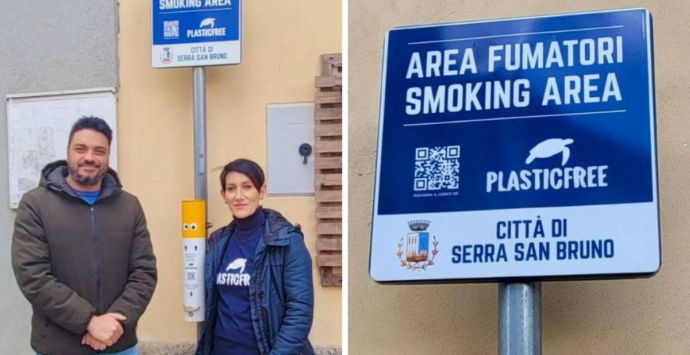 SMOKING AREA
PLASTICFREE
CITTÀ DI
SERRA SAN BRUNO
PLASTICFREE
AREA FUMATORI
SMOKING AREA
PLASTICFREE
CITTÀ DI
SERRA SAN BRUNO